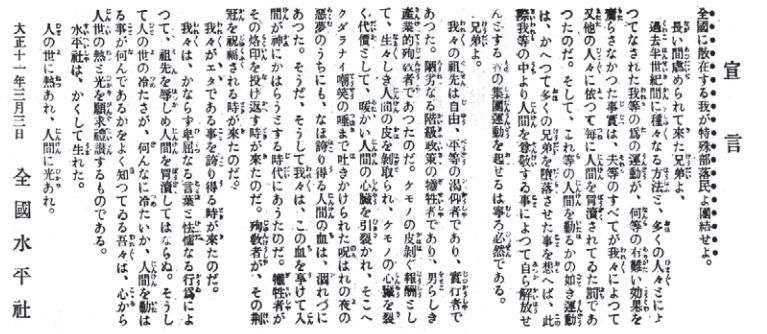 宣言
全國に散在する我が特殊部落民よ團結せよ。
長い間虐められて來た兄弟よ、
過去半世紀間に種々なる方法と、多くの人々とによ
つてなされた我等の爲の運動が、何等の有難い効果を
齎らさなかつた事實は、夫等のすべてが我々によつて
又他の人々に依つて毎に人間を冒瀆されてゐた罰であ
つたのだ。そして、これ等の人間を勦るかの如き運動
は、かへつて多くの兄弟を墮落させた事を想へば、此
際我等の中より人間を尊敬する事によつて自ら解放せ
んとする者の集團運動を起せるは寧ろ必然である。
兄弟よ。
我々の祖先は自由、平等の渇仰者であり、實行者で
あつた。陋劣なる階級政策の犠牲者であり、男らしき
産業的殉教者であつたのだ。ケモノの皮剝ぐ報酬とし
て、生々しき人間の皮を剝取られ、ケモノの心臟を裂
く代價として、暖かい人間の心臟を引裂かれ、そこへ
クダラナイ嘲笑の唾まで吐きかけられた呪はれの夜の
惡夢のうちにも、なほ誇り得る人間の血は、涸れずに
あつた。そうだ、そうして我々は、この血を享けて人
間が神にかはらうとする時代にあうたのだ。犠牲者が
その烙印を投げ返す時が來たのだ。殉教者が、その荊
冠を祝福される時が來たのだ。
我々がエタである事を誇り得る時が來たのだ。
我々は、かならず卑屈なる言葉と怯懦なる行爲によ
つて、祖先を辱しめ人間を冒瀆してはならぬ。そうし
て人の世の冷たさが、何んなに冷たいか、人間を勦は
る事が何んであるかをよく知つてゐる吾々は、心から
人世の熱と光を願求禮讃するものである。
水平社は、かくして生れた。
人の世に熱あれ、人間に光あれ。
大正十一年三月三日　全國水平社